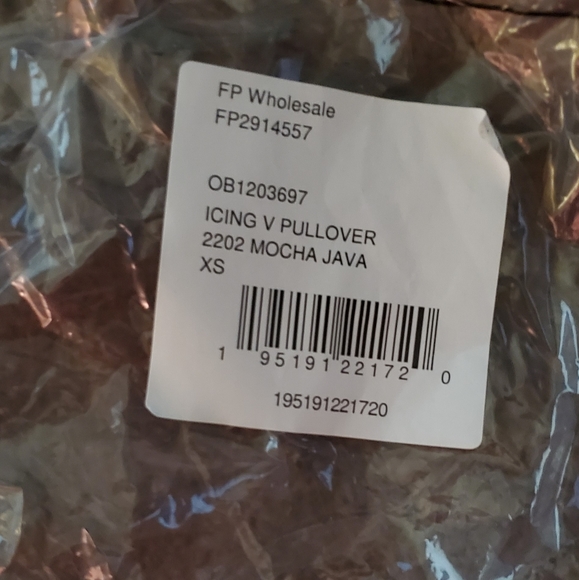 FP Wholesale
FP2914557
OB1203697
ICING V PULLOVER
2202 MOCHA JAVA
XS
1 95191 22172 0
195191221720